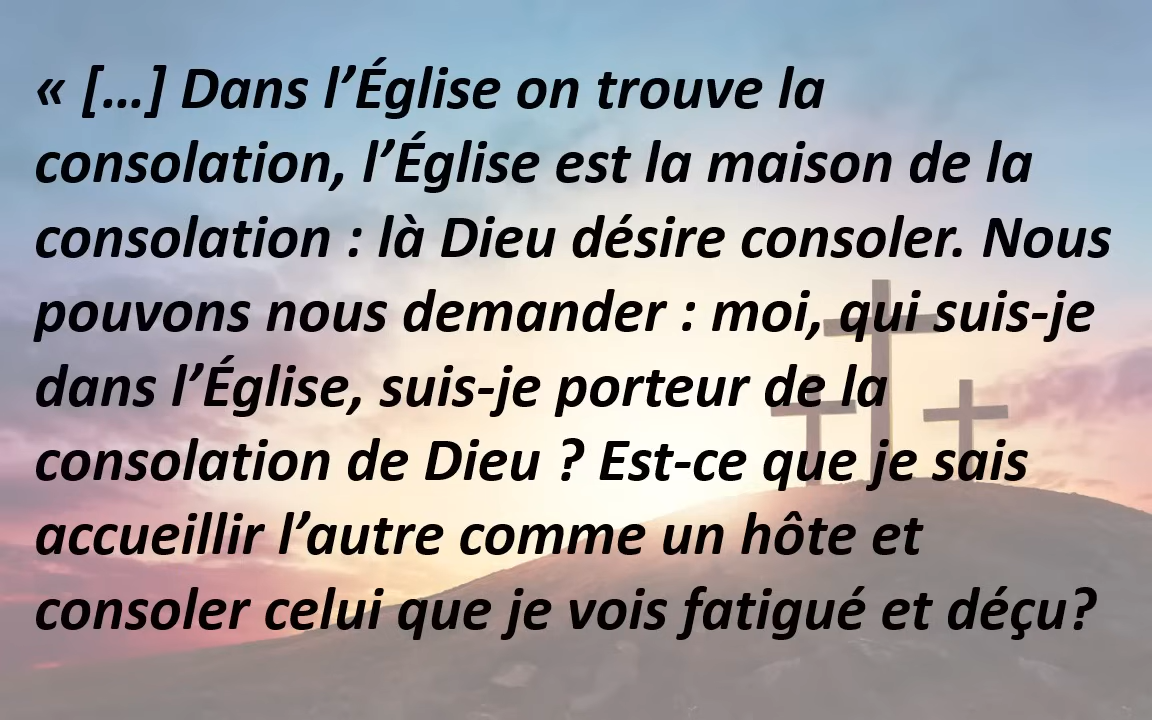 « […] Dans l’Église on trouve la
consolation, l’Église est la maison de la
consolation : là Dieu désire consoler. Nous
pouvons nous demander : moi, qui suis-je
dans l’Église, suis-je porteur de la
consolation de Dieu ? Est-ce que je sais
accueillir l’autre comme un hôte et
consoler celui que je vois fatigué et déçu?